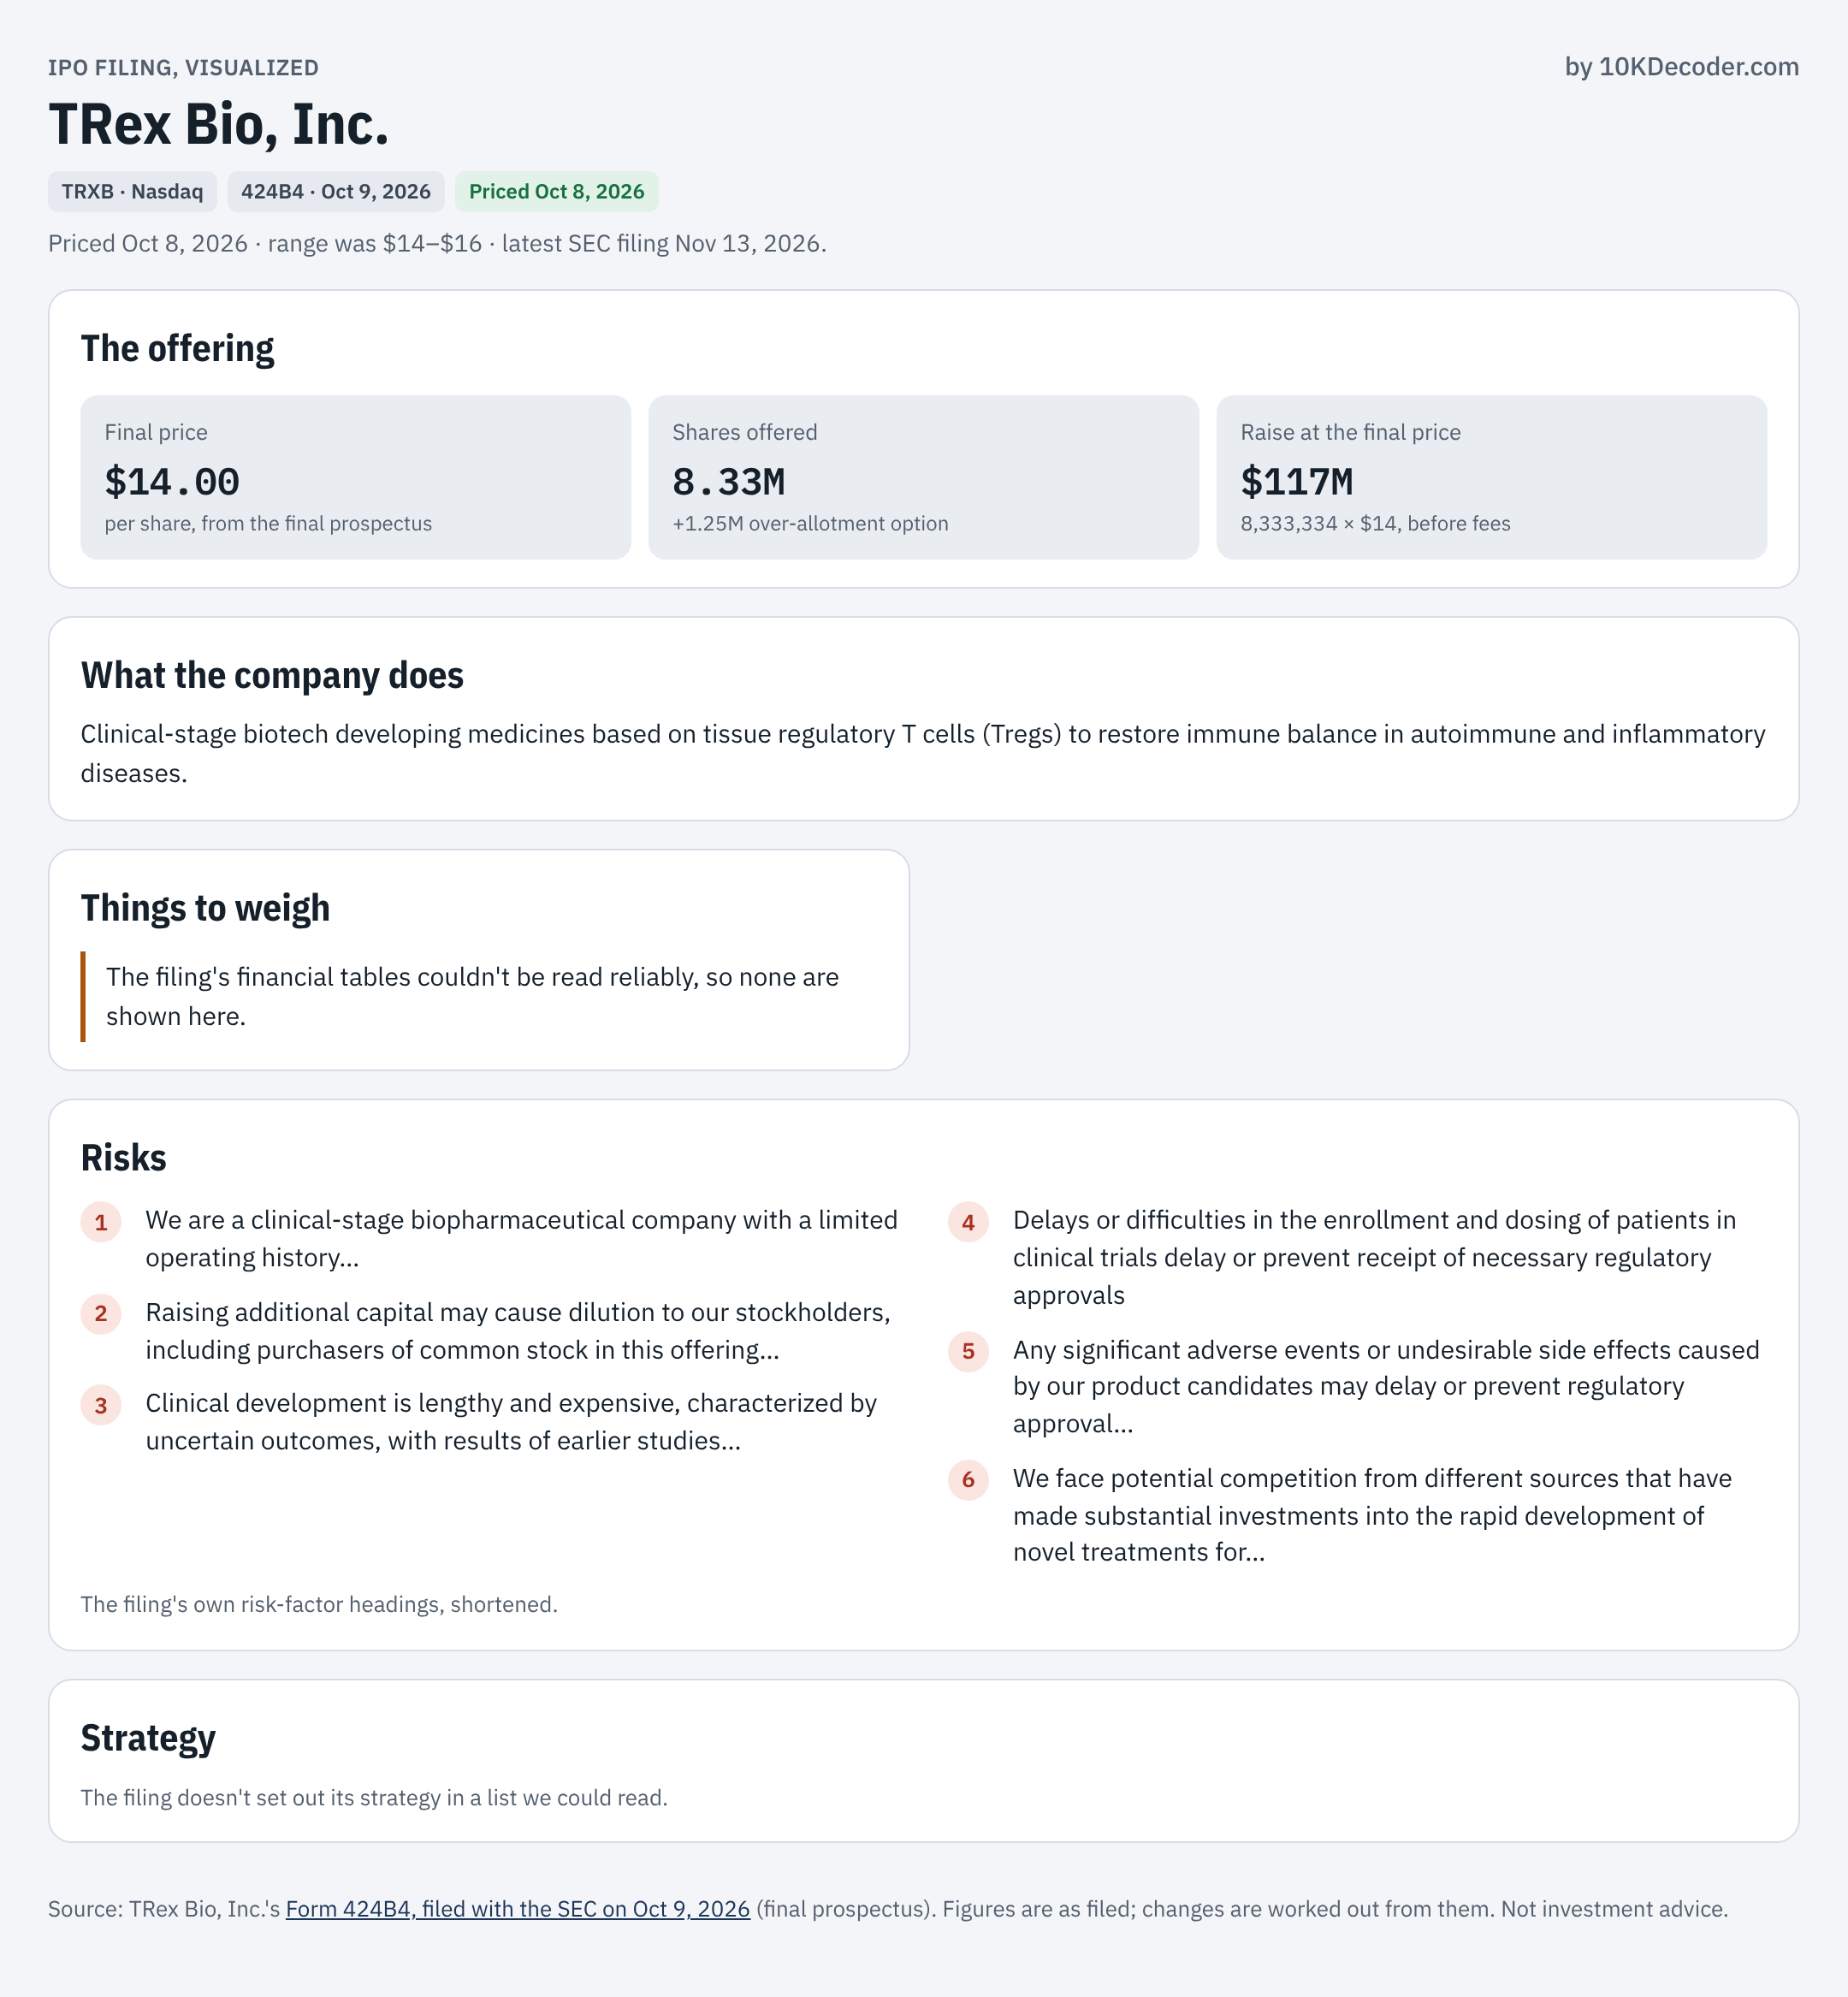 IPO FILING, VISUALIZED
by 10KDecoder.com
TRex Bio, Inc.
TRXB · Nasdaq
424B4 · Oct 9, 2026
Priced Oct 8, 2026
Priced Oct 8, 2026 · range was $14–$16 · latest SEC filing Nov 13, 2026.
The offering
Final price
$14.00
per share, from the final prospectus
Shares offered
8.33M
+1.25M over-allotment option
Raise at the final price
$117M
8,333,334 × $14, before fees
What the company does
Clinical-stage biotech developing medicines based on tissue regulatory T cells (Tregs) to restore immune balance in autoimmune and inflammatory
diseases.
Things to weigh
The filing's financial tables couldn't be read reliably, so none are
shown here.
Risks
1
We are a clinical-stage biopharmaceutical company with a limited
operating history…
2
Raising additional capital may cause dilution to our stockholders,
including purchasers of common stock in this offering…
3
Clinical development is lengthy and expensive, characterized by
uncertain outcomes, with results of earlier studies…
4
Delays or difficulties in the enrollment and dosing of patients in
clinical trials delay or prevent receipt of necessary regulatory
approvals
5
Any significant adverse events or undesirable side effects caused
by our product candidates may delay or prevent regulatory
approval…
6
We face potential competition from different sources that have
made substantial investments into the rapid development of
novel treatments for…
The filing's own risk-factor headings, shortened.
Strategy
The filing doesn't set out its strategy in a list we could read.
Source: TRex Bio, Inc.'s Form 424B4, filed with the SEC on Oct 9, 2026 (final prospectus). Figures are as filed; changes are worked out from them. Not investment advice.